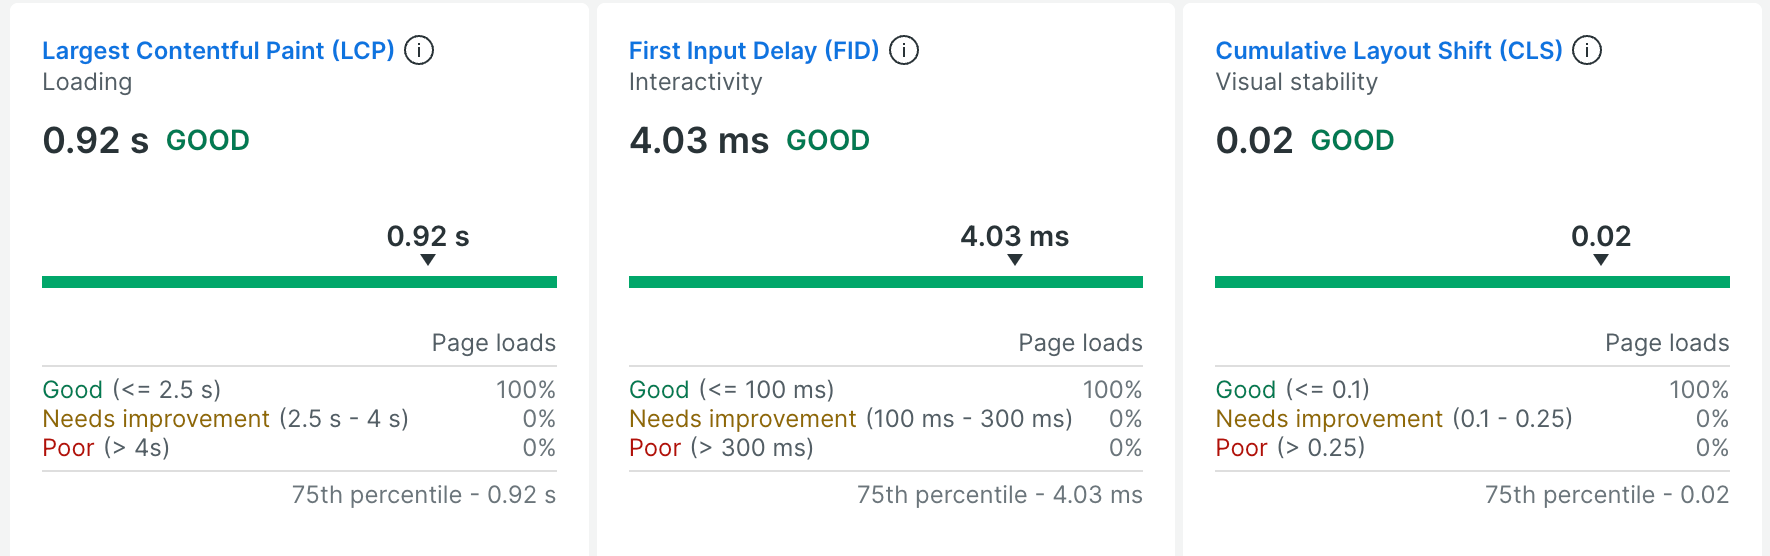 Largest Contentful Paint (LCP)
Loading
0.92 s GOOD
0.92 s
Page loads
Good (<= 2.5 s) 100%
Needs improvement (2.5 s - 4 s) 0%
Poor (> 4s) 0%
75th percentile - 0.92 s
First Input Delay (FID)
Interactivity
4.03 ms GOOD
4.03 ms
Page loads
Good (<= 100 ms) 100%
Needs improvement (100 ms - 300 ms) 0%
Poor (> 300 ms) 0%
75th percentile - 4.03 ms
Cumulative Layout Shift (CLS)
Visual stability
0.02 GOOD
0.02
Page loads
Good (<= 0.1) 100%
Needs improvement (0.1 - 0.25) 0%
Poor (> 0.25) 0%
75th percentile - 0.02